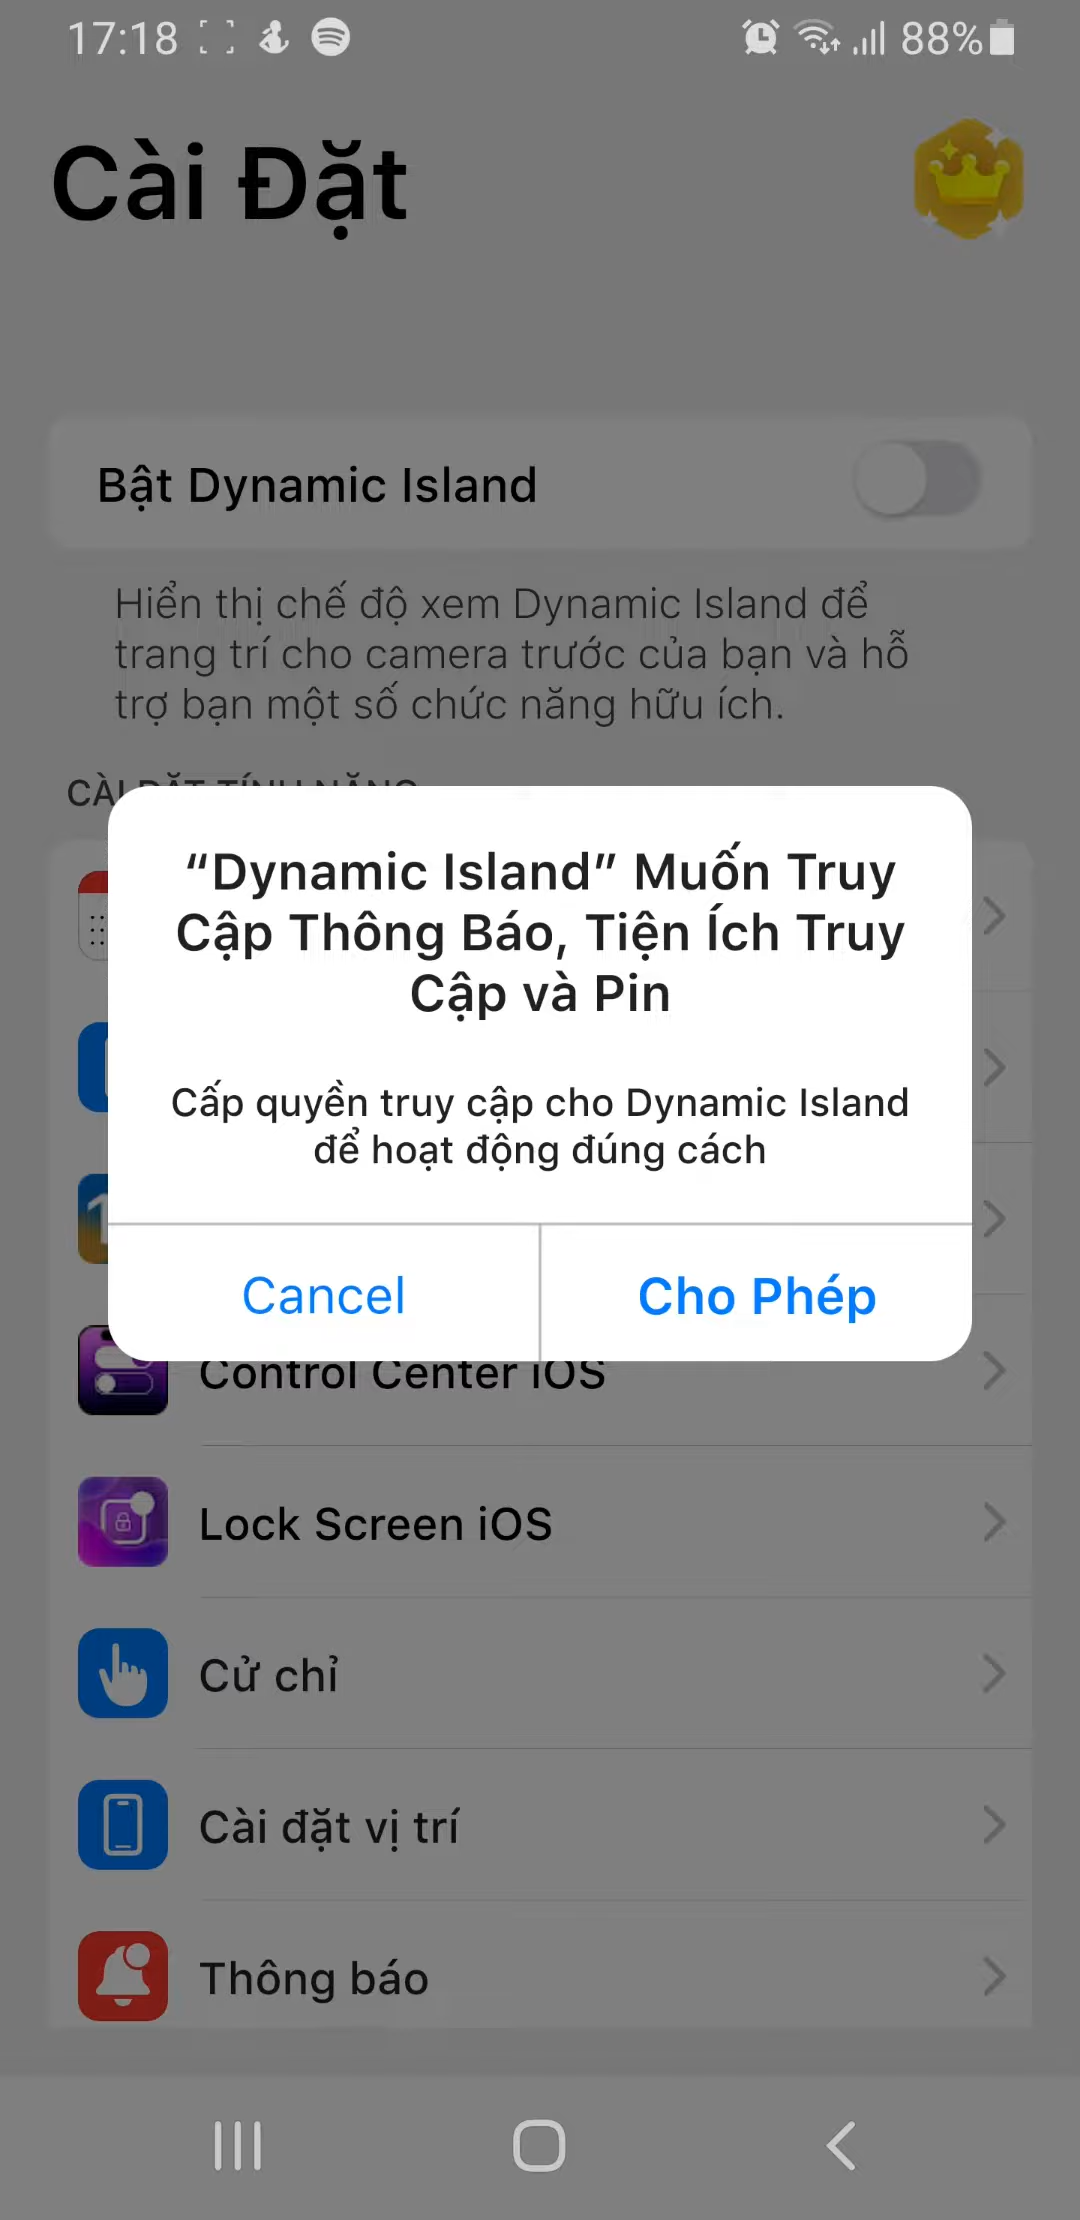 17:18
88%
Cài Đặt
Bật Dynamic Island
Hiển thị chế độ xem Dynamic Island để
trang trí cho camera trước của bạn và hỗ
trợ bạn một số chức năng hữu ích.
CÀI ĐẶT TÍNH NĂNG
“Dynamic Island” Muốn Truy
Cập Thông Báo, Tiện Ích Truy
Cập và Pin
Cấp quyền truy cập cho Dynamic Island
để hoạt động đúng cách
Cancel
Cho Phép
Control Center iOS
Lock Screen iOS
Cử chỉ
Cài đặt vị trí
Thông báo